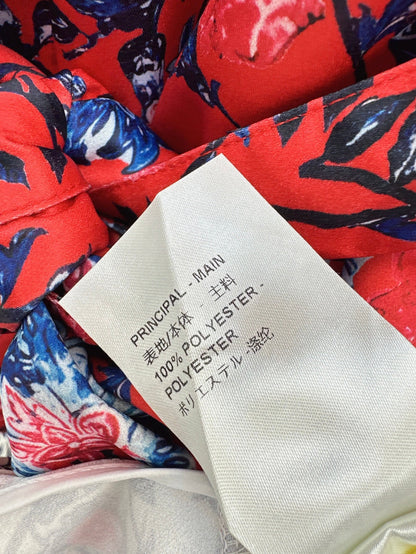 PRINCIPAL - MAIN
表地/本体 - 主料
100% POLYESTER -
POLYESTER
ポリエステル -涤纶